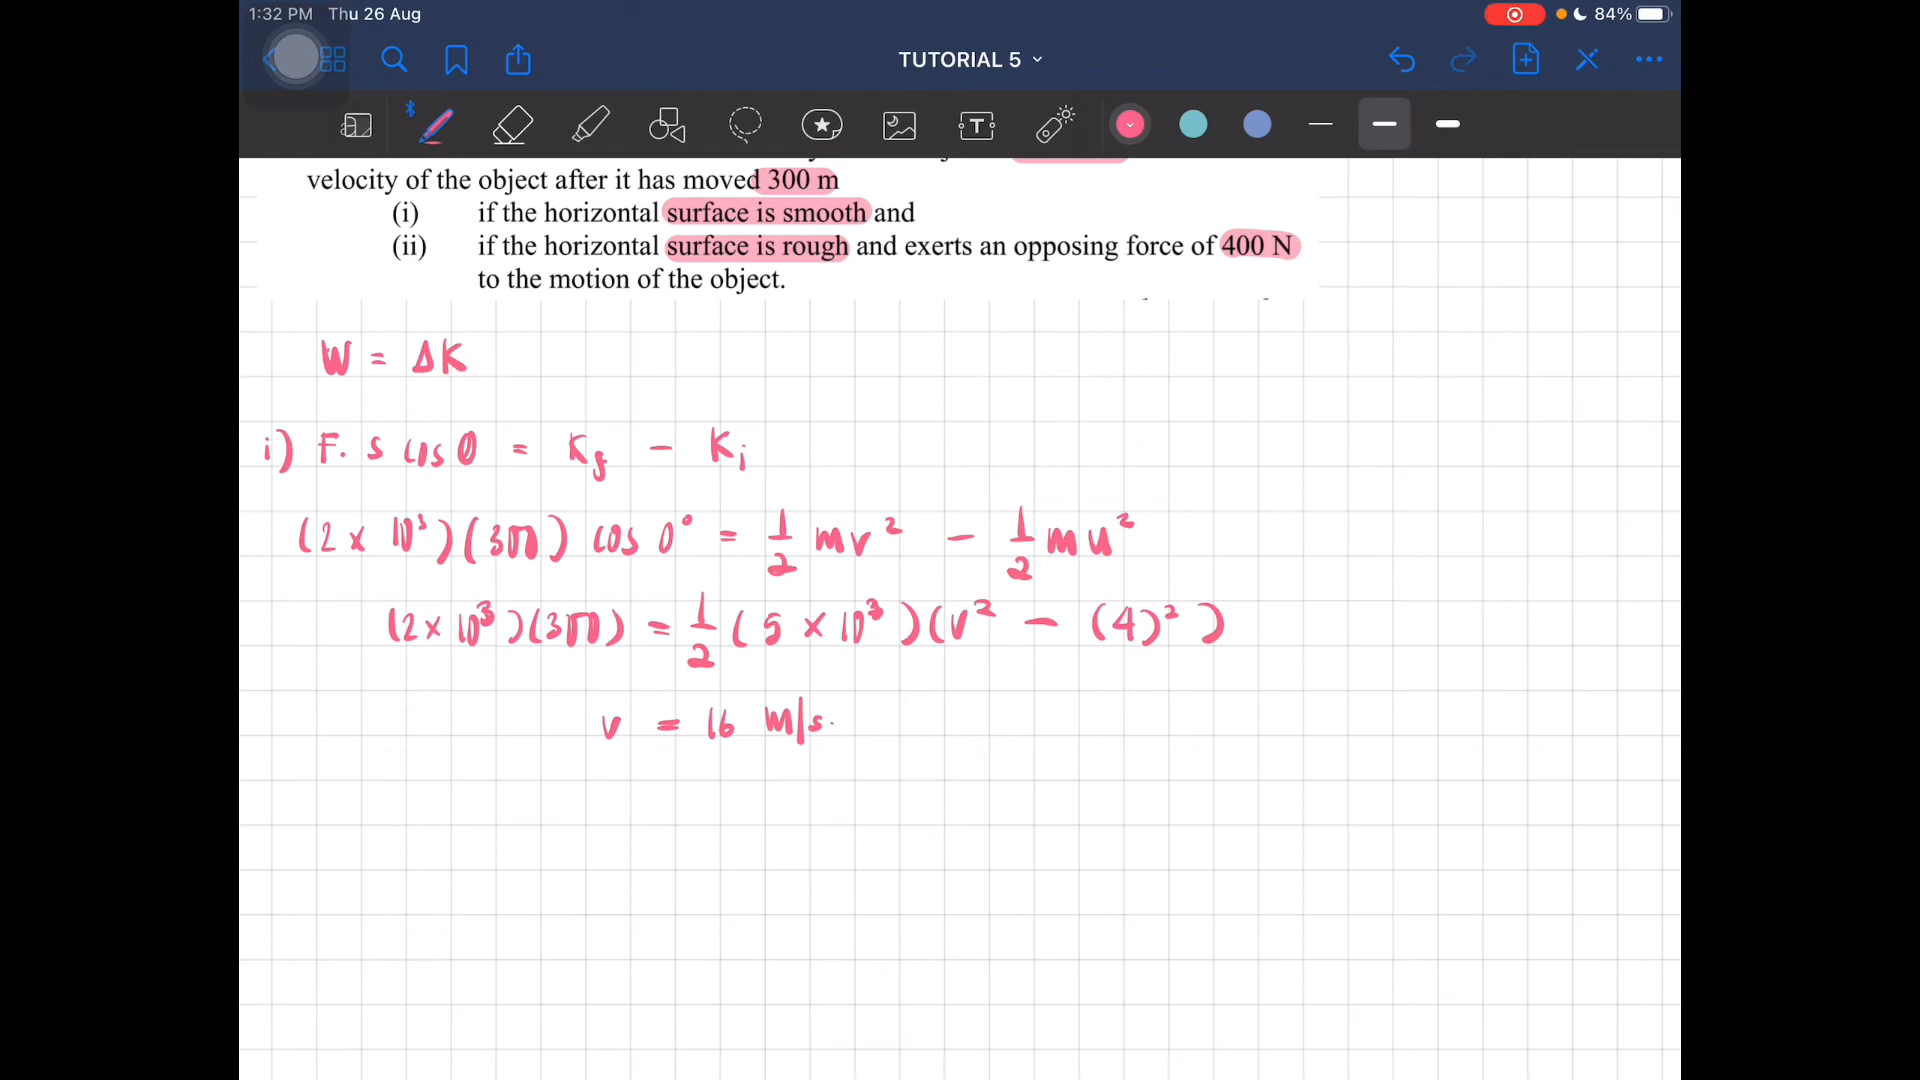 1:32 PM Thu 26 Aug 84%
TUTORIAL 5
T
velocity of the object after it has moved 300 m
(i) if the horizontal surface is smooth and
(ii) if the horizontal surface is rough and exerts an opposing force of 400 N
to the motion of the object.
W = ΔK
i) F. s cos θ = Kf - Ki
(2 × 10³)(300) cos 0° = 1/2 mv² - 1/2 mu²
(2 × 10³)(300) = 1/2 (5 × 10³)(v² - (4)²)
v = 16 m/s.